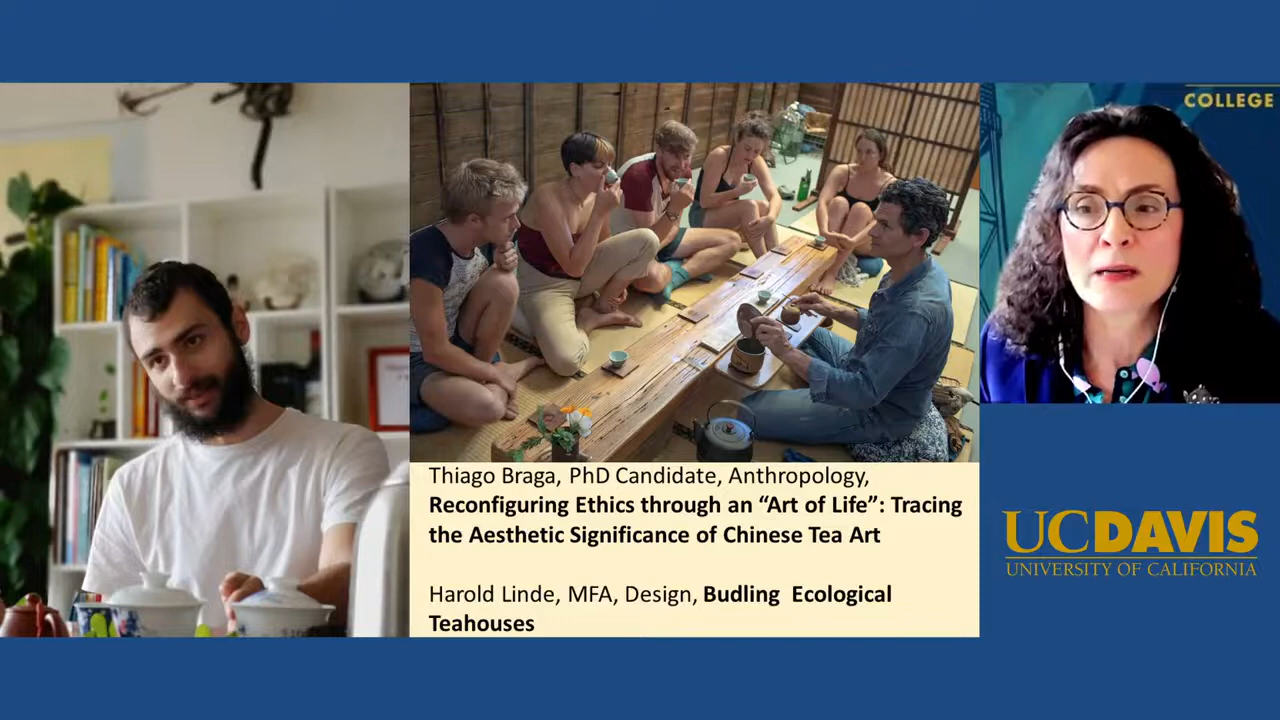 COLLEGE
Thiago Braga, PhD Candidate, Anthropology,
Reconfiguring Ethics through an “Art of Life”: Tracing
the Aesthetic Significance of Chinese Tea Art
Harold Linde, MFA, Design, Budling Ecological
Teahouses
UCDAVIS
UNIVERSITY OF CALIFORNIA